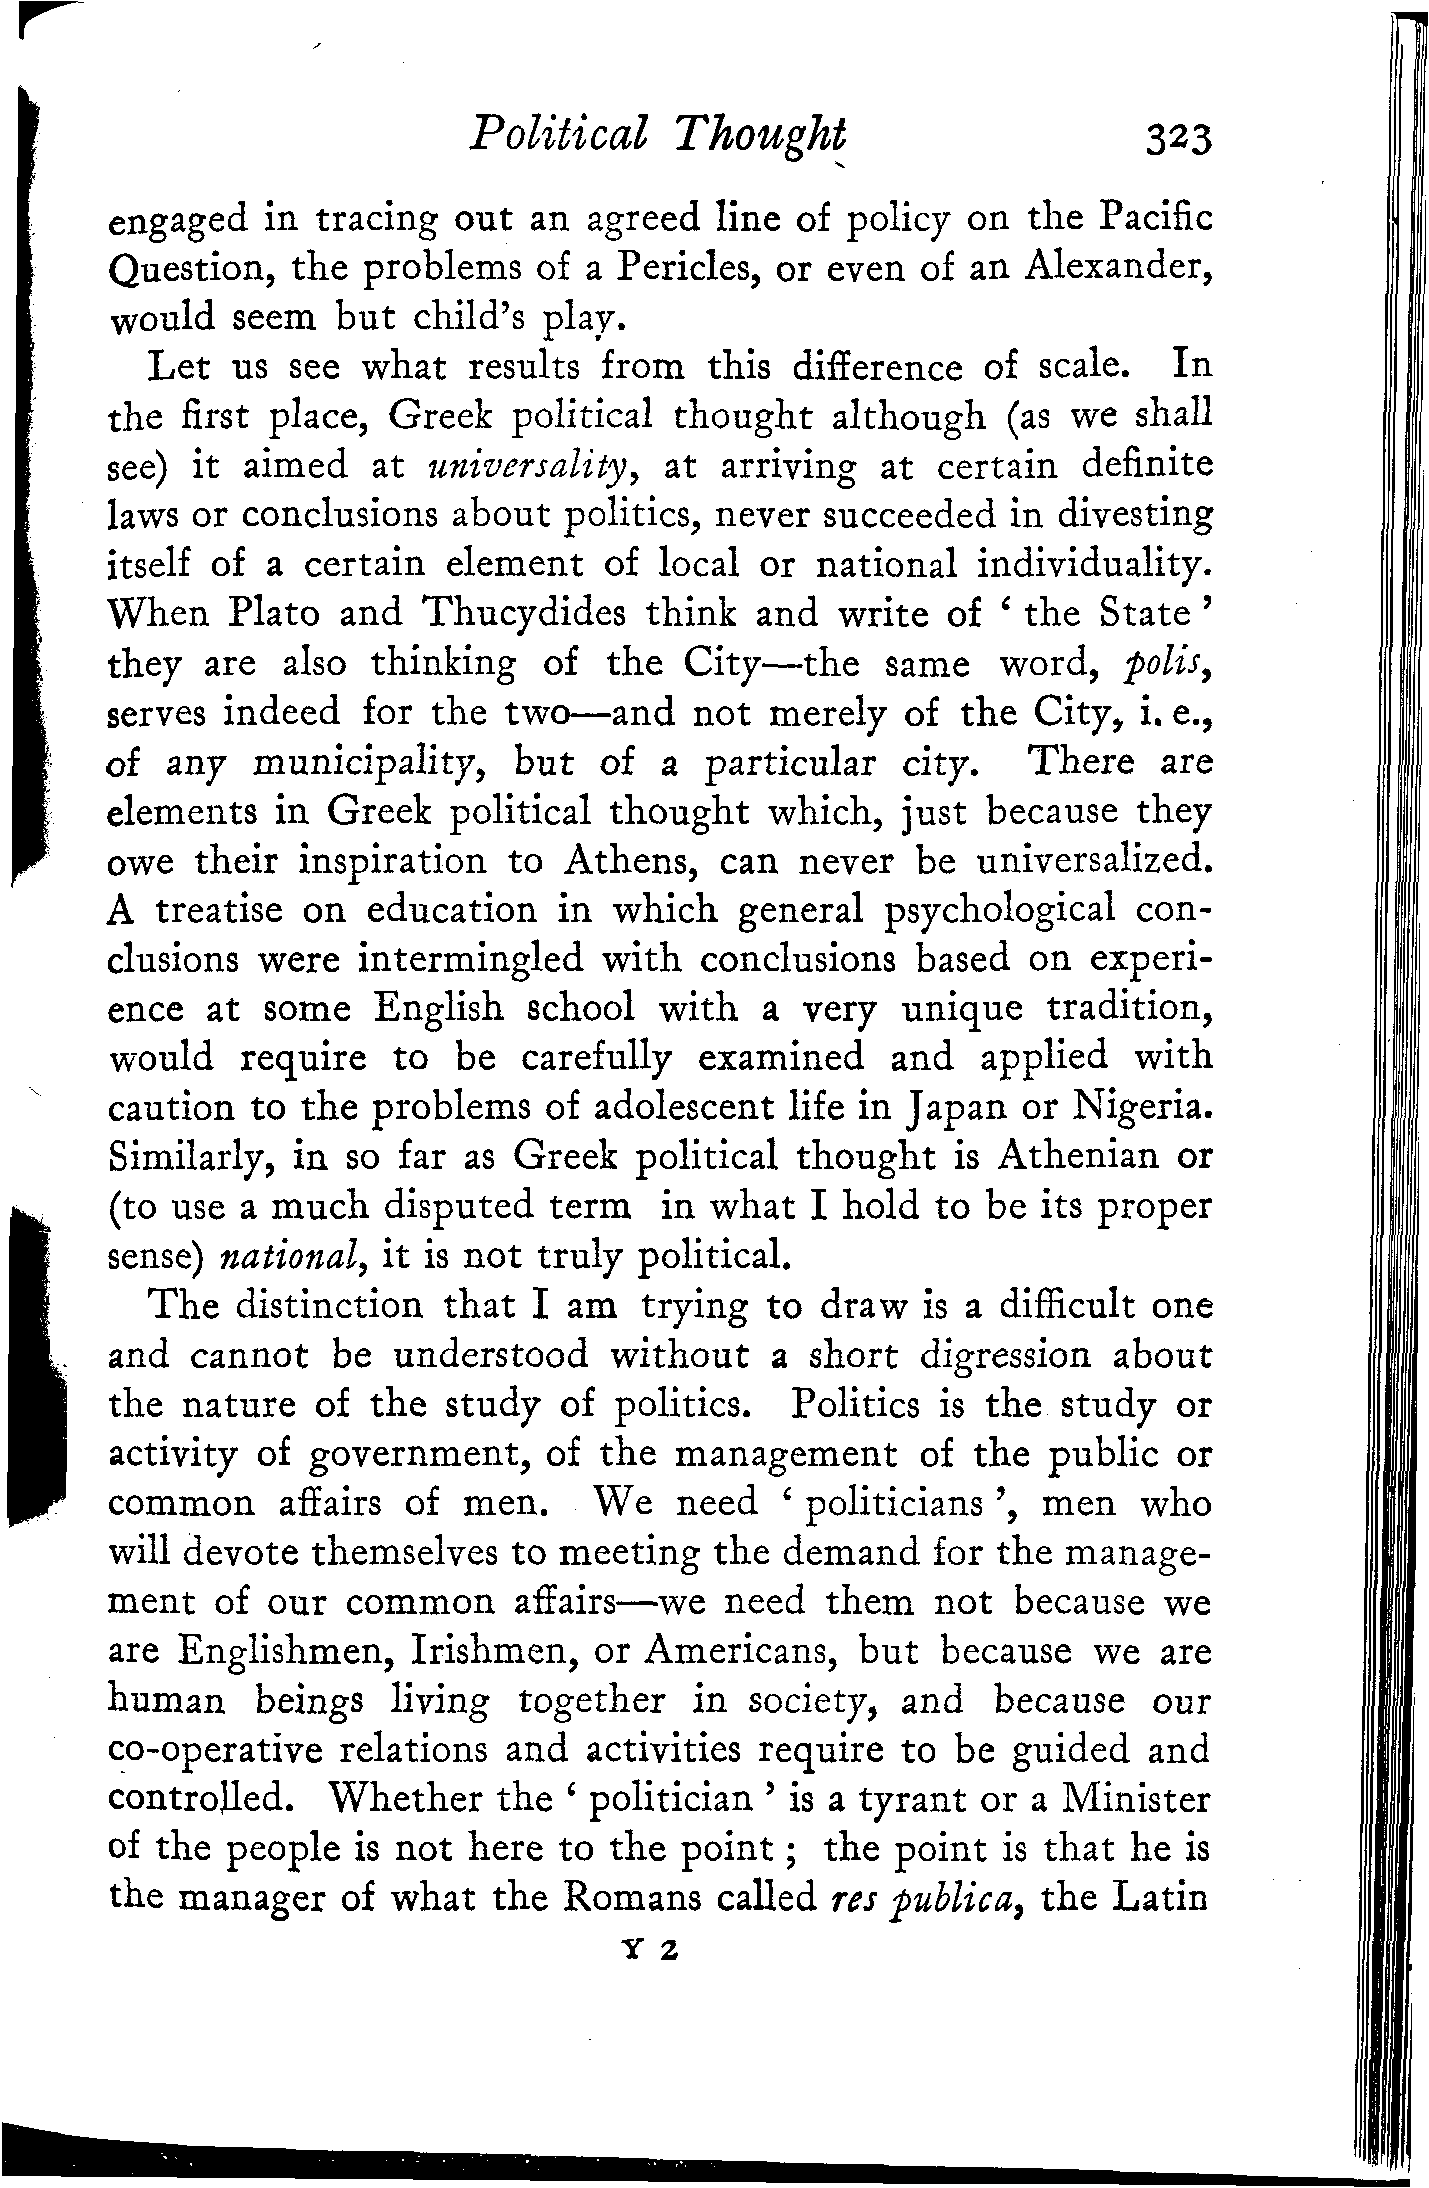 Political Thought 323
engaged in tracing out an agreed line of policy on the Pacific
Question, the problems of a Pericles, or even of an Alexander,
would seem but child's play.
Let us see what results from this difference of scale. In
the first place, Greek political thought although (as we shall
see) it aimed at universality, at arriving at certain definite
laws or conclusions about politics, never succeeded in divesting
itself of a certain element of local or national individuality.
When Plato and Thucydides think and write of ‘ the State ’
they are also thinking of the City—the same word, polis,
serves indeed for the two—and not merely of the City, i. e.,
of any municipality, but of a particular city. There are
elements in Greek political thought which, just because they
owe their inspiration to Athens, can never be universalized.
A treatise on education in which general psychological con-
clusions were intermingled with conclusions based on experi-
ence at some English school with a very unique tradition,
would require to be carefully examined and applied with
caution to the problems of adolescent life in Japan or Nigeria.
Similarly, in so far as Greek political thought is Athenian or
(to use a much disputed term in what I hold to be its proper
sense) national, it is not truly political.
The distinction that I am trying to draw is a difficult one
and cannot be understood without a short digression about
the nature of the study of politics. Politics is the study or
activity of government, of the management of the public or
common affairs of men. We need ‘ politicians ’, men who
will devote themselves to meeting the demand for the manage-
ment of our common affairs—we need them not because we
are Englishmen, Irishmen, or Americans, but because we are
human beings living together in society, and because our
co-operative relations and activities require to be guided and
controlled. Whether the ‘ politician ’ is a tyrant or a Minister
of the people is not here to the point ; the point is that he is
the manager of what the Romans called res publica, the Latin
Y 2